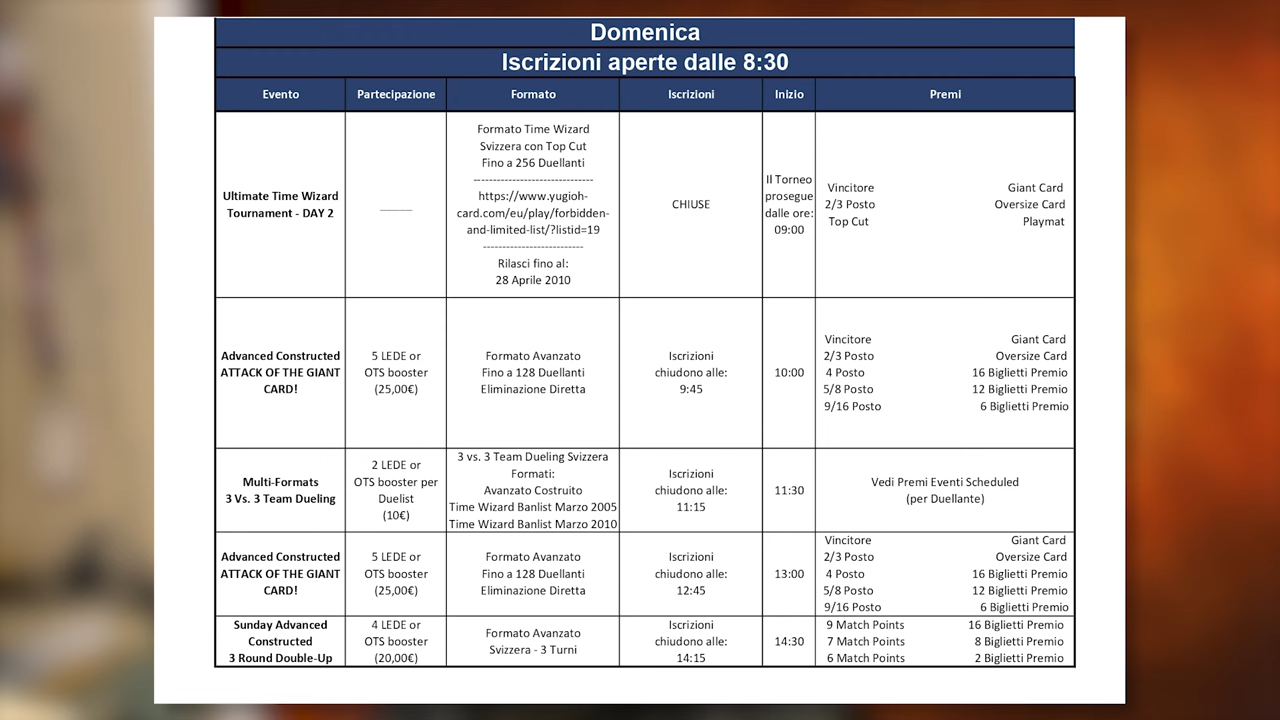 Domenica
Iscrizioni aperte dalle 8:30
Evento Partecipazione Formato Iscrizioni Inizio Premi
Ultimate Time Wizard
Tournament - DAY 2
______
Formato Time Wizard
Svizzera con Top Cut
Fino a 256 Duellanti
------------------------------
https://www.yugioh-
card.com/eu/play/forbidden-
and-limited-list/?listid=19
-------------------------
Rilasci fino al:
28 Aprile 2010
CHIUSE
Il Torneo
prosegue
dalle ore:
09:00
Vincitore Giant Card
2/3 Posto Oversize Card
Top Cut Playmat
Advanced Constructed
ATTACK OF THE GIANT
CARD!
5 LEDE or
OTS booster
(25,00€)
Formato Avanzato
Fino a 128 Duellanti
Eliminazione Diretta
Iscrizioni
chiudono alle:
9:45
10:00
Vincitore Giant Card
2/3 Posto Oversize Card
4 Posto 16 Biglietti Premio
5/8 Posto 12 Biglietti Premio
9/16 Posto 6 Biglietti Premio
Multi-Formats
3 Vs. 3 Team Dueling
2 LEDE or
OTS booster per
Duelist
(10€)
3 vs. 3 Team Dueling Svizzera
Formati:
Avanzato Costruito
Time Wizard Banlist Marzo 2005
Time Wizard Banlist Marzo 2010
Iscrizioni
chiudono alle:
11:15
11:30
Vedi Premi Eventi Scheduled
(per Duellante)
Advanced Constructed
ATTACK OF THE GIANT
CARD!
5 LEDE or
OTS booster
(25,00€)
Formato Avanzato
Fino a 128 Duellanti
Eliminazione Diretta
Iscrizioni
chiudono alle:
12:45
13:00
Vincitore Giant Card
2/3 Posto Oversize Card
4 Posto 16 Biglietti Premio
5/8 Posto 12 Biglietti Premio
9/16 Posto 6 Biglietti Premio
Sunday Advanced
Constructed
3 Round Double-Up
4 LEDE or
OTS booster
(20,00€)
Formato Avanzato
Svizzera - 3 Turni
Iscrizioni
chiudono alle:
14:15
14:30
9 Match Points 16 Biglietti Premio
7 Match Points 8 Biglietti Premio
6 Match Points 2 Biglietti Premio